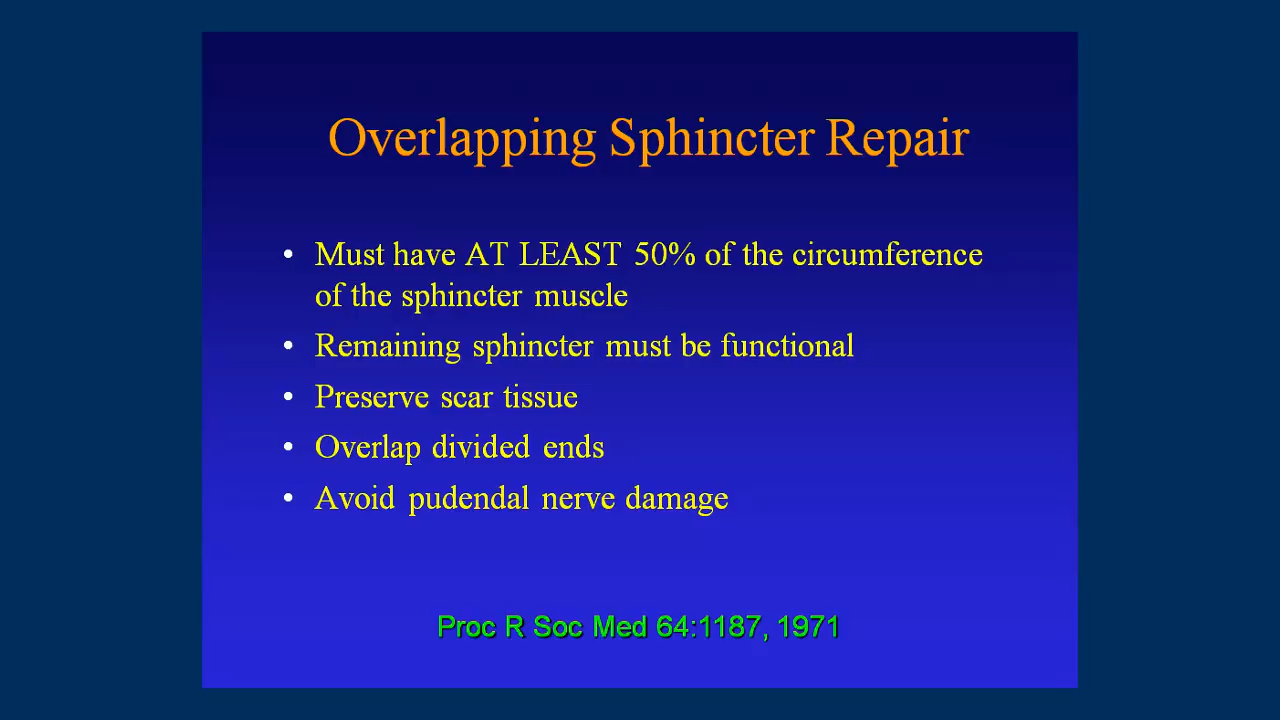 Overlapping Sphincter Repair
• Must have AT LEAST 50% of the circumference
of the sphincter muscle
• Remaining sphincter must be functional
• Preserve scar tissue
• Overlap divided ends
• Avoid pudendal nerve damage
Proc R Soc Med 64:1187, 1971